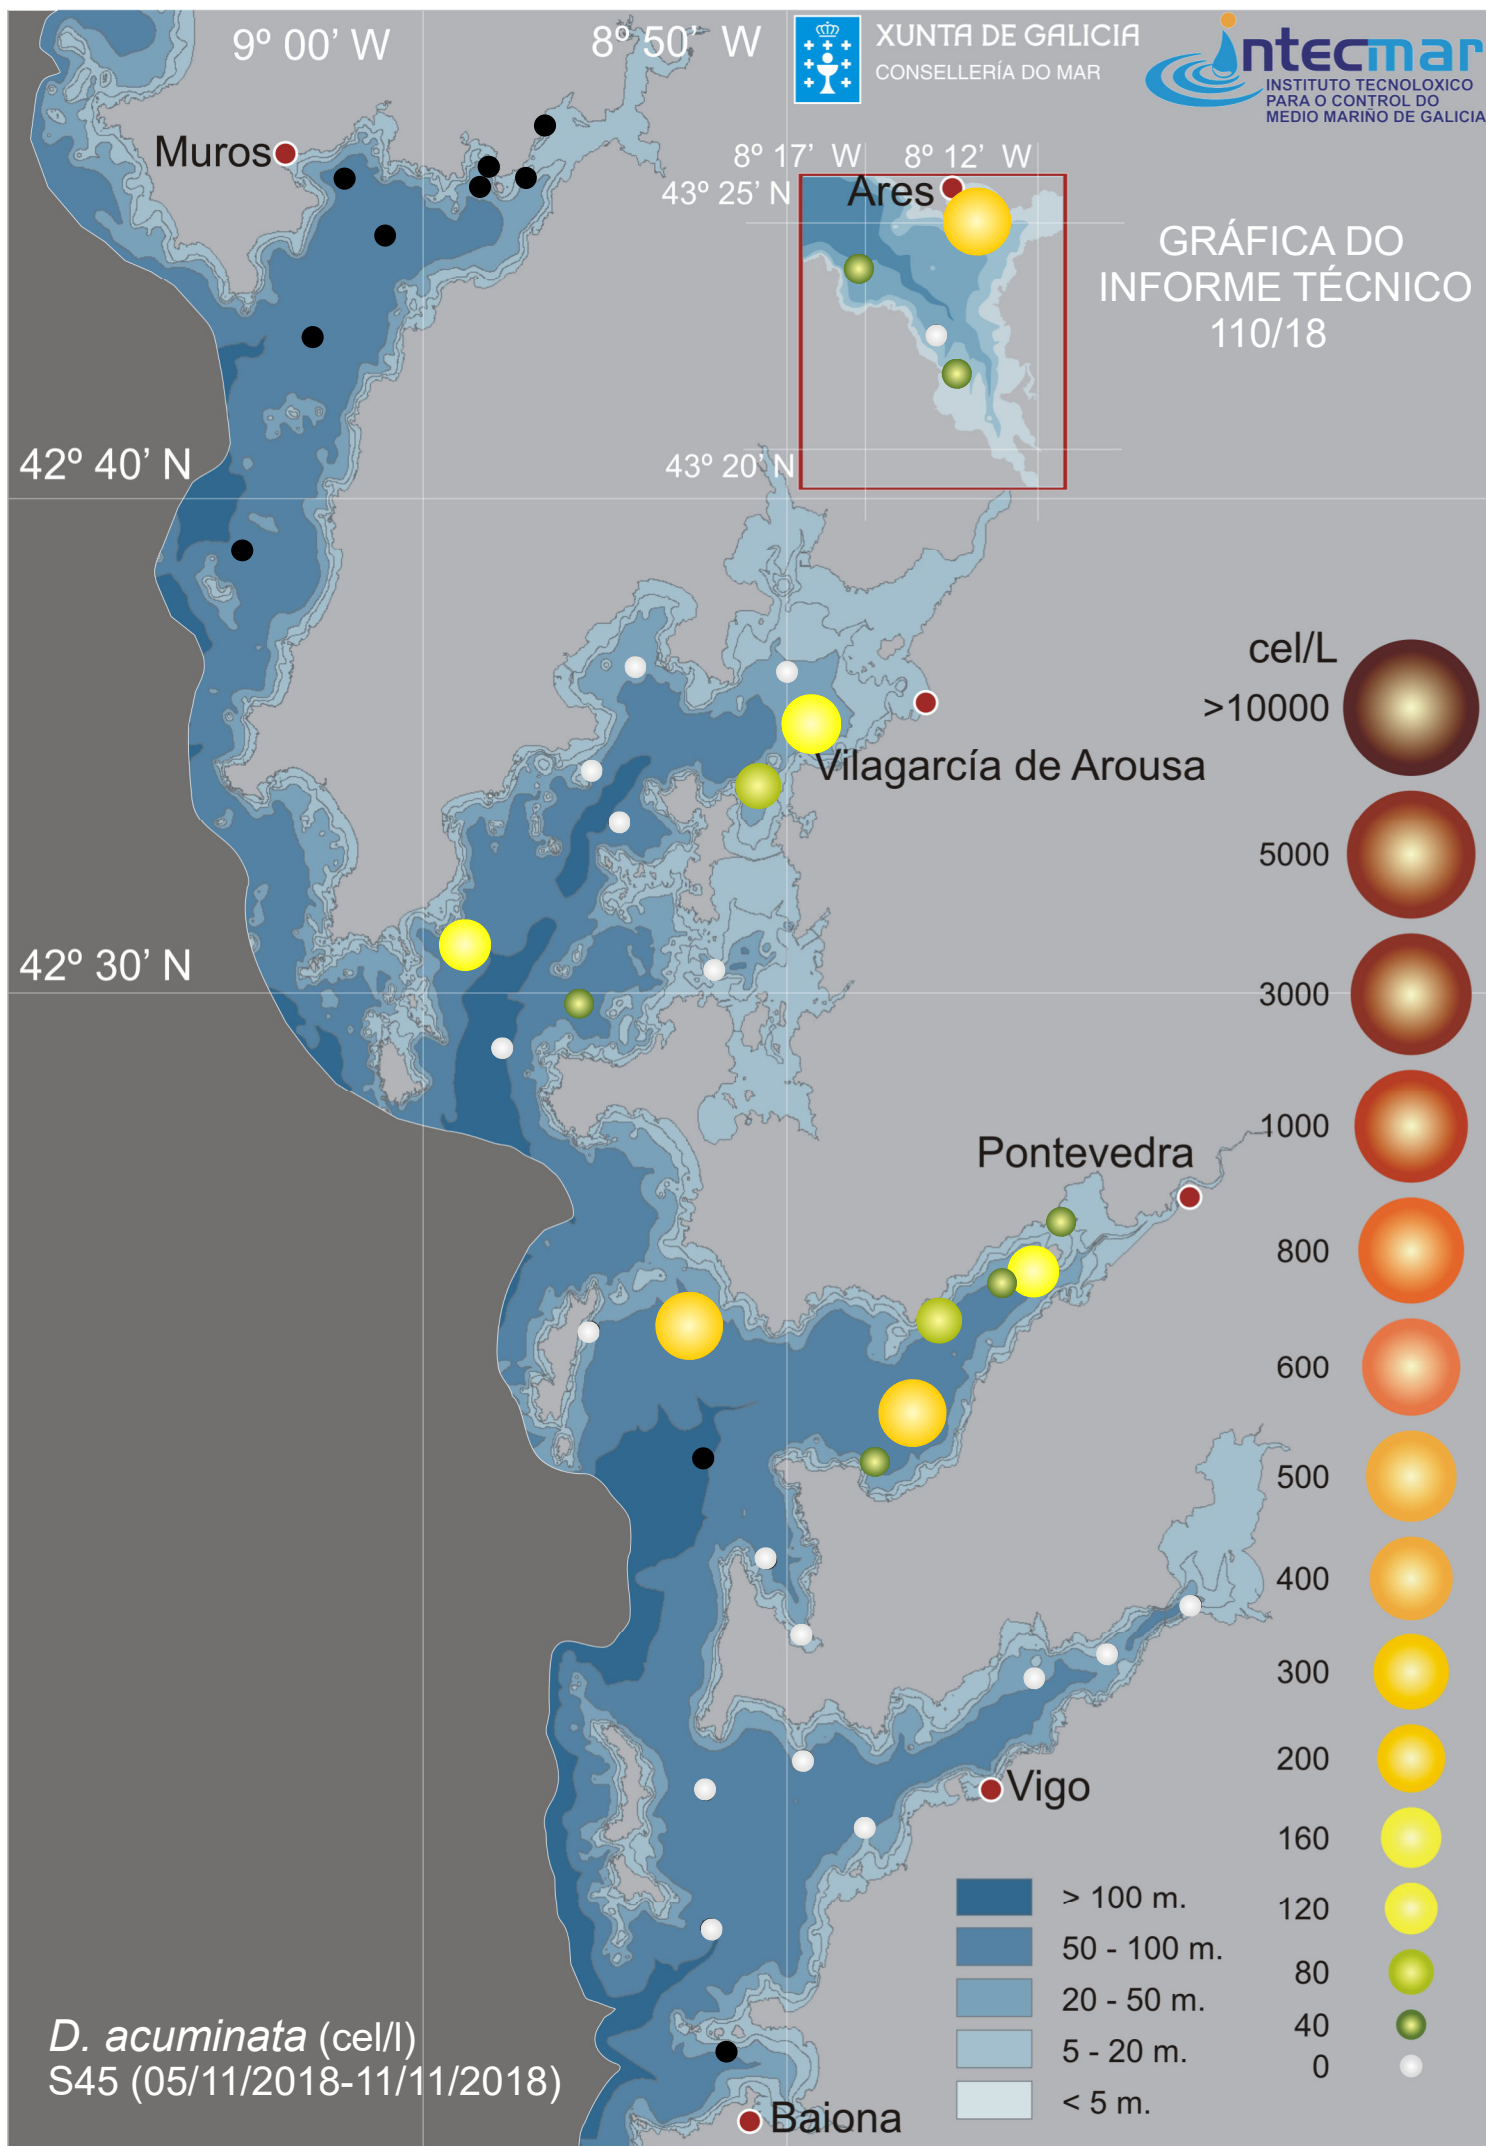 9º 00' W
8º 50' W
XUNTA DE GALICIA
CONSELLERÍA DO MAR
intecmar
INSTITUTO TECNOLOXICO
PARA O CONTROL DO
MEDIO MARIÑO DE GALICIA
Muros
8º 17' W
8º 12' W
43º 25' N
Ares
GRÁFICA DO
INFORME TÉCNICO
110/18
43º 20' N
42º 40' N
cel/L
>10000
Vilagarcía de Arousa
5000
42º 30' N
3000
1000
Pontevedra
800
600
500
400
300
200
Vigo
160
> 100 m.
120
50 - 100 m.
80
20 - 50 m.
40
5 - 20 m.
0
< 5 m.
D. acuminata (cel/l)
S45 (05/11/2018-11/11/2018)
Baiona